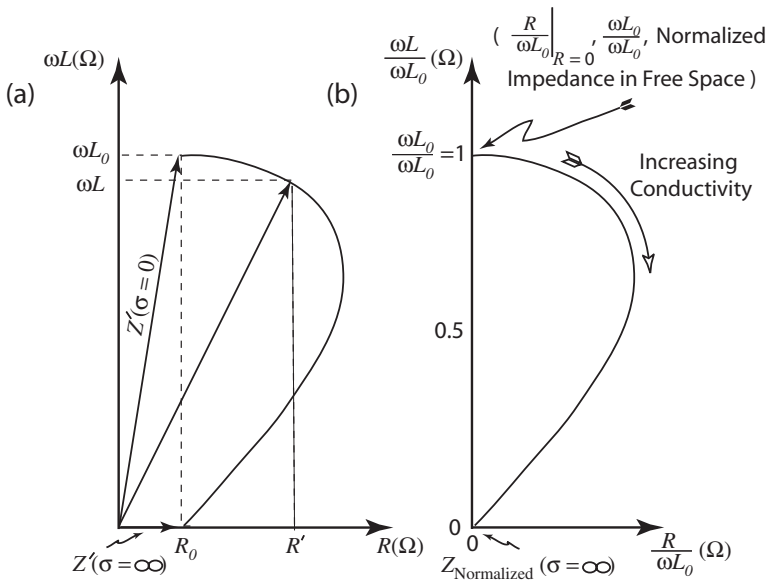 (a)
ωL(Ω)
ωL₀
ωL
Z'(σ = 0)
Z'(σ = ∞)
R₀
R'
R(Ω)
(b)
ωL/ωL₀ (Ω)
( R/ωL₀|R = 0, ωL₀/ωL₀, Normalized
Impedance in Free Space )
ωL₀/ωL₀ = 1
Increasing
Conductivity
0.5
0
0
Z Normalized (σ = ∞)
R/ωL₀ (Ω)